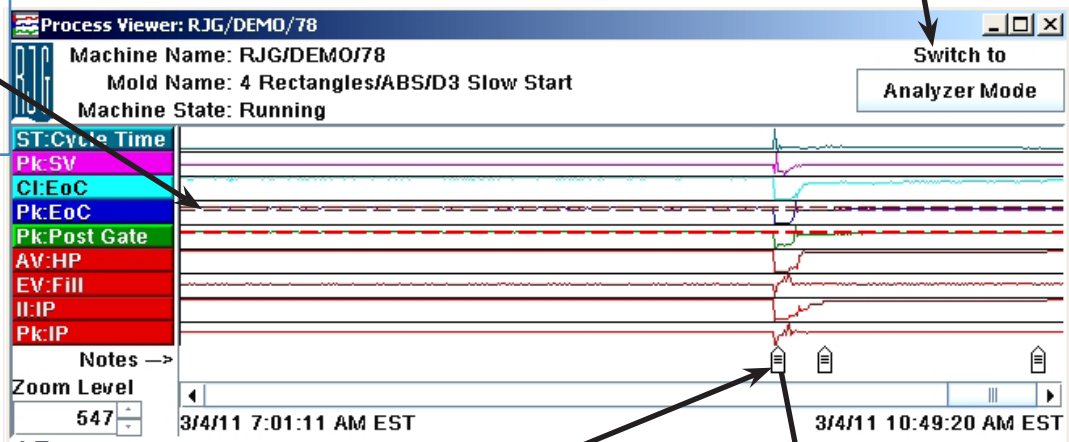 Process Viewer: RJG/DEMO/78
RJG
Machine Name: RJG/DEMO/78
Mold Name: 4 Rectangles/ABS/D3 Slow Start
Machine State: Running
Switch to
Analyzer Mode
ST:Cycle Time
Pk:SV
CI:EoC
Pk:EoC
Pk:Post Gate
AV:HP
EV:Fill
II:IP
Pk:IP
Notes —>
Zoom Level
547
3/4/11 7:01:11 AM EST
3/4/11 10:49:20 AM EST